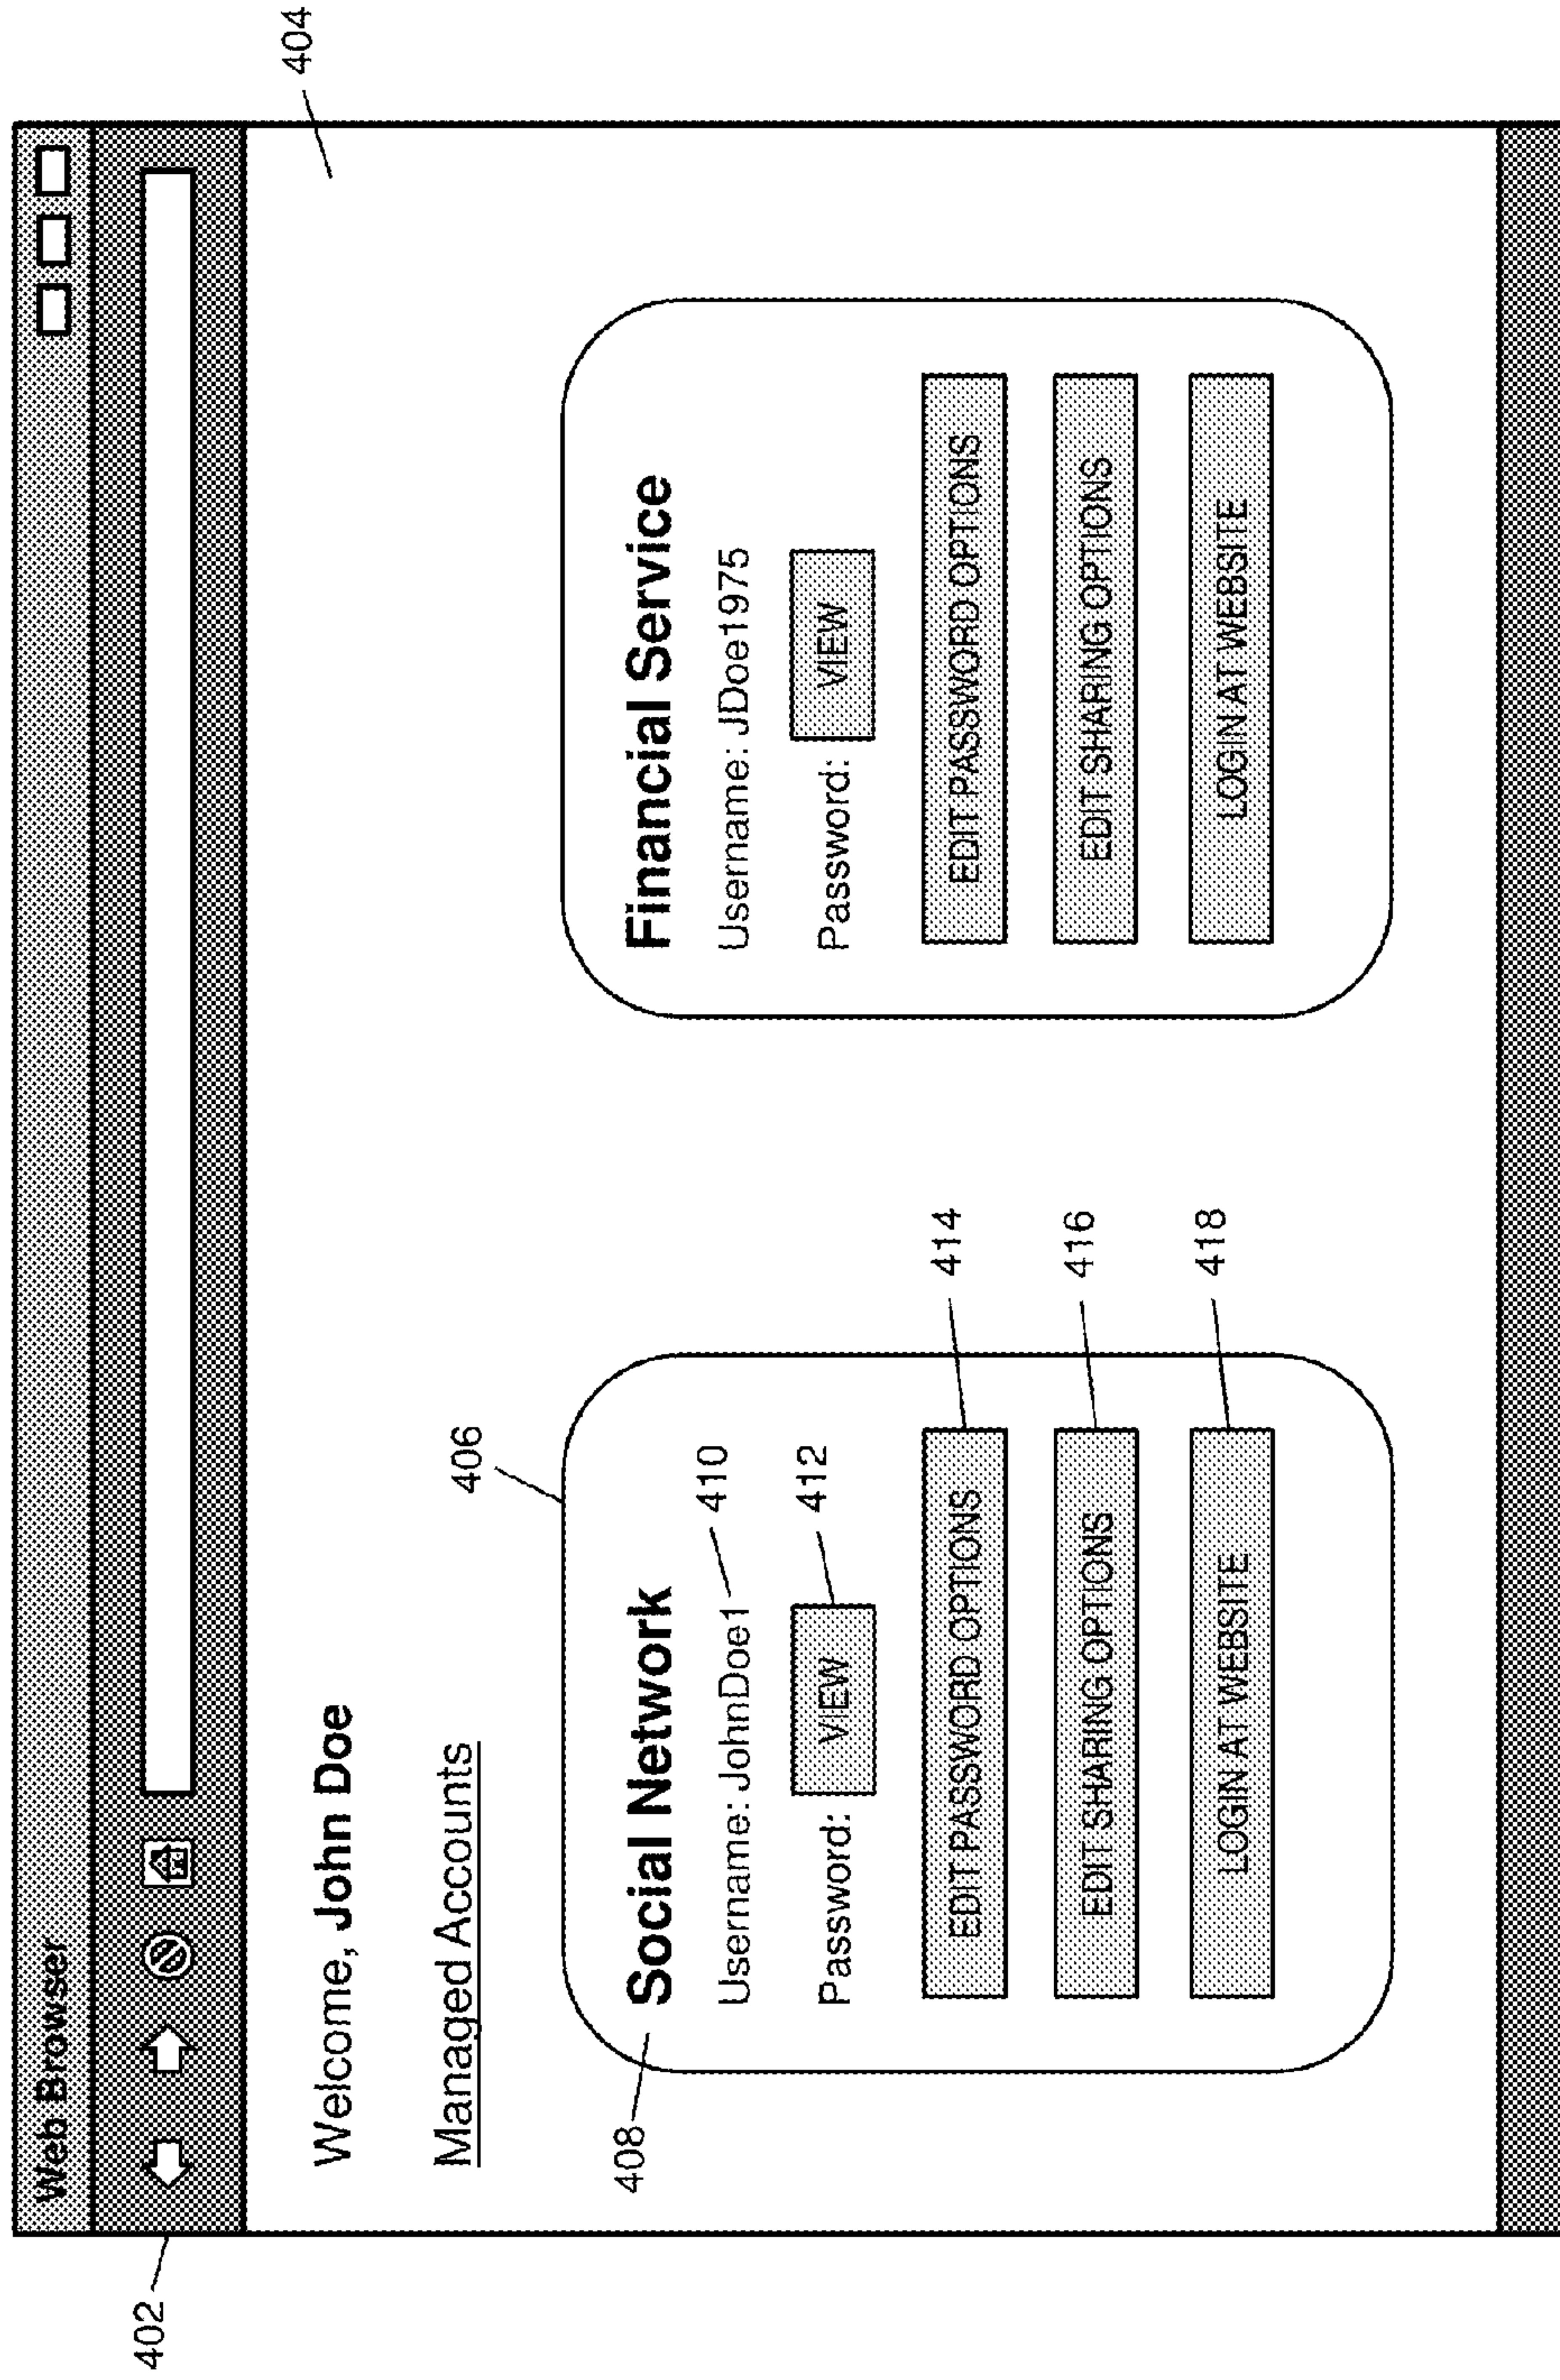 Web Browser
402
404
Welcome, John Doe
Managed Accounts
406
408
Social Network
Username: JohnDoe1
410
Password: VIEW
412
EDIT PASSWORD OPTIONS
414
EDIT SHARING OPTIONS
416
LOGIN AT WEBSITE
418
Financial Service
Username: JDoe1975
Password: VIEW
EDIT PASSWORD OPTIONS
EDIT SHARING OPTIONS
LOGIN AT WEBSITE